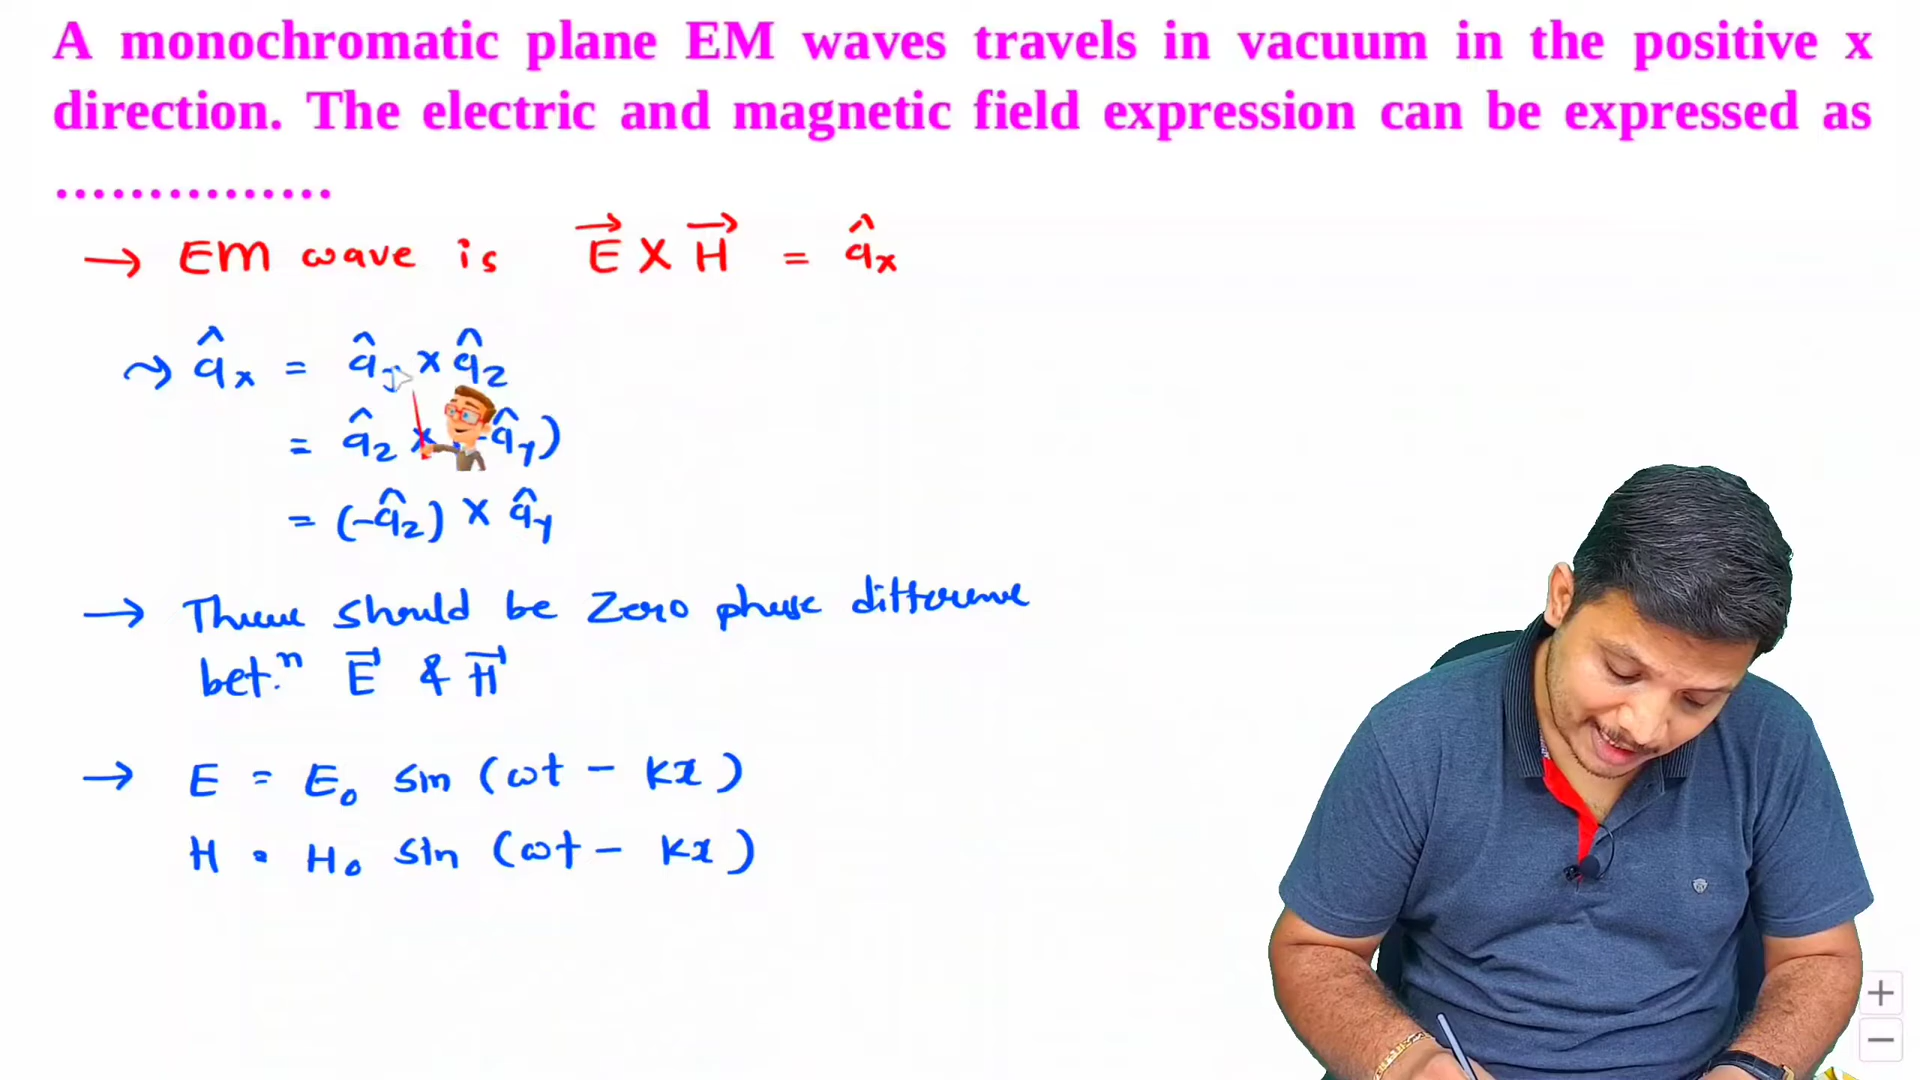 A monochromatic plane EM waves travels in vacuum in the positive x
direction. The electric and magnetic field expression can be expressed as
...............
→ EM wave is E⃗ X H⃗ = âx
↝ âx = â × âz
= âz × -ây)
= (-âz) × ây
→ There should be zero phase difference
bet.ⁿ E⃗ & H⃗
→ E = E₀ sin (ωt - kx)
H = H₀ sin (ωt - kx)